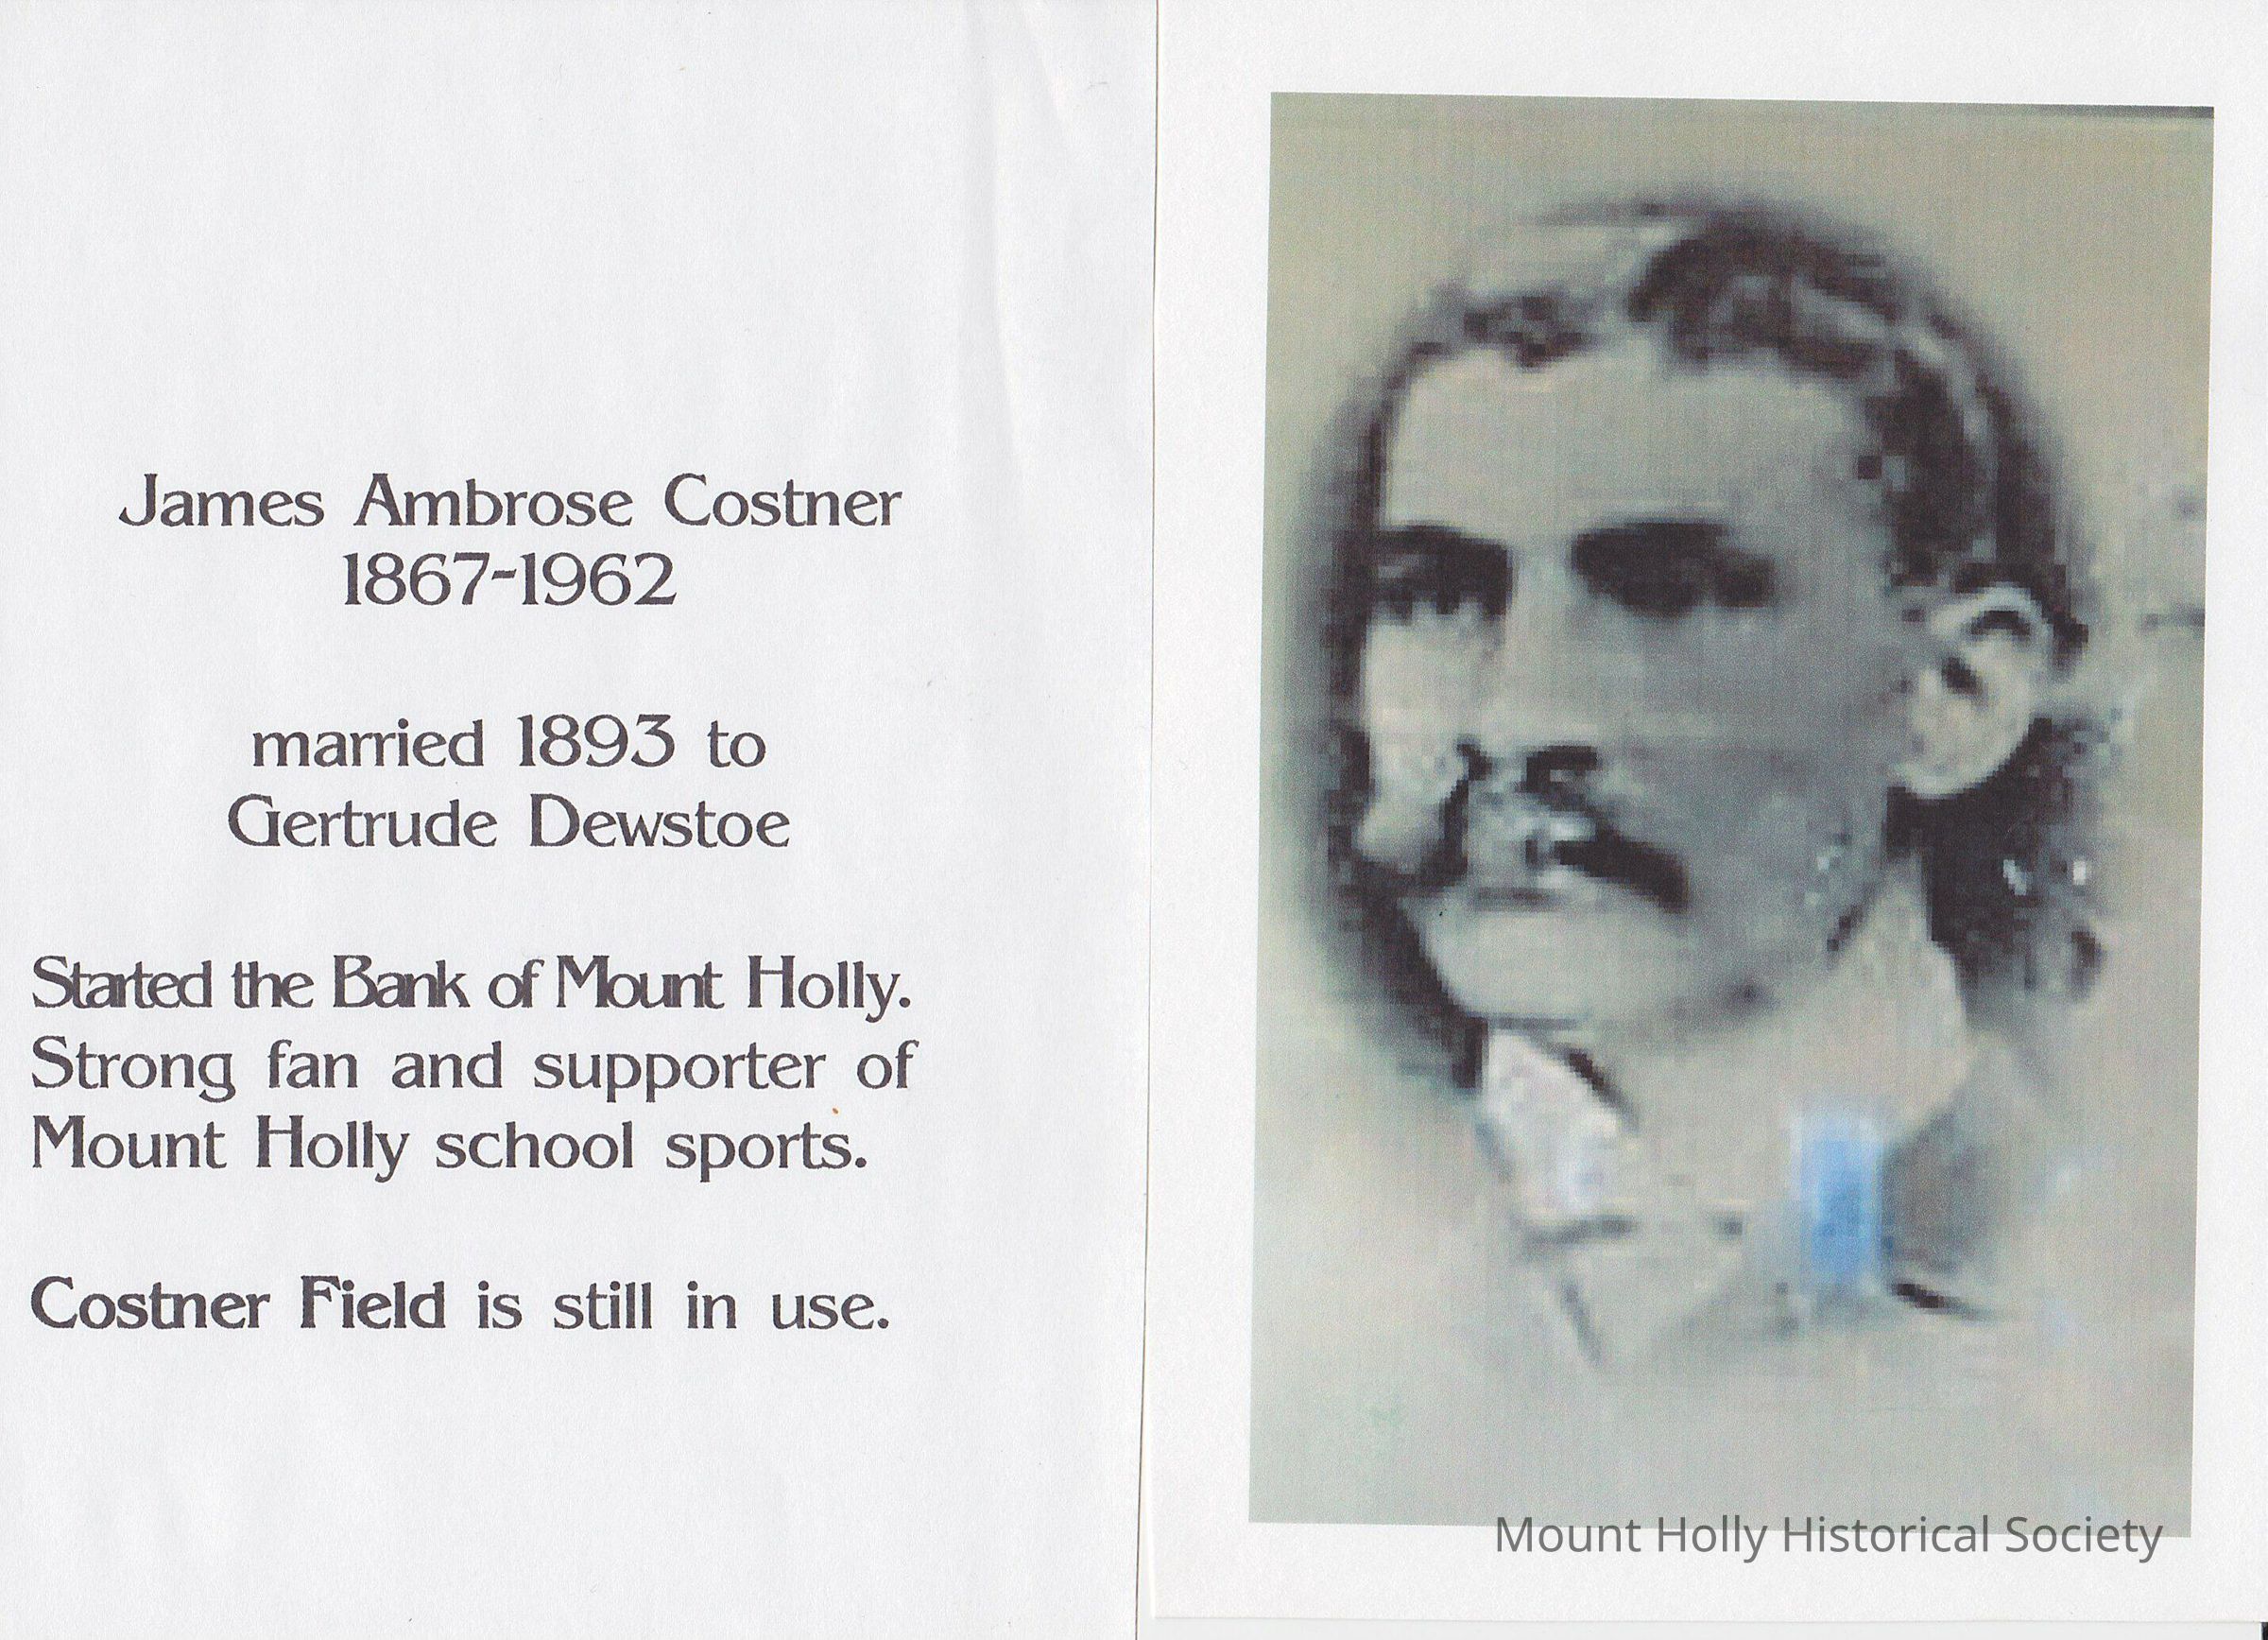 James Ambrose Costner
1867-1962
married 1893 to
Gertrude Dewstoe
Started the Bank of Mount Holly.
Strong fan and supporter of
Mount Holly school sports.
Costner Field is still in use.
Mount Holly Historical Society